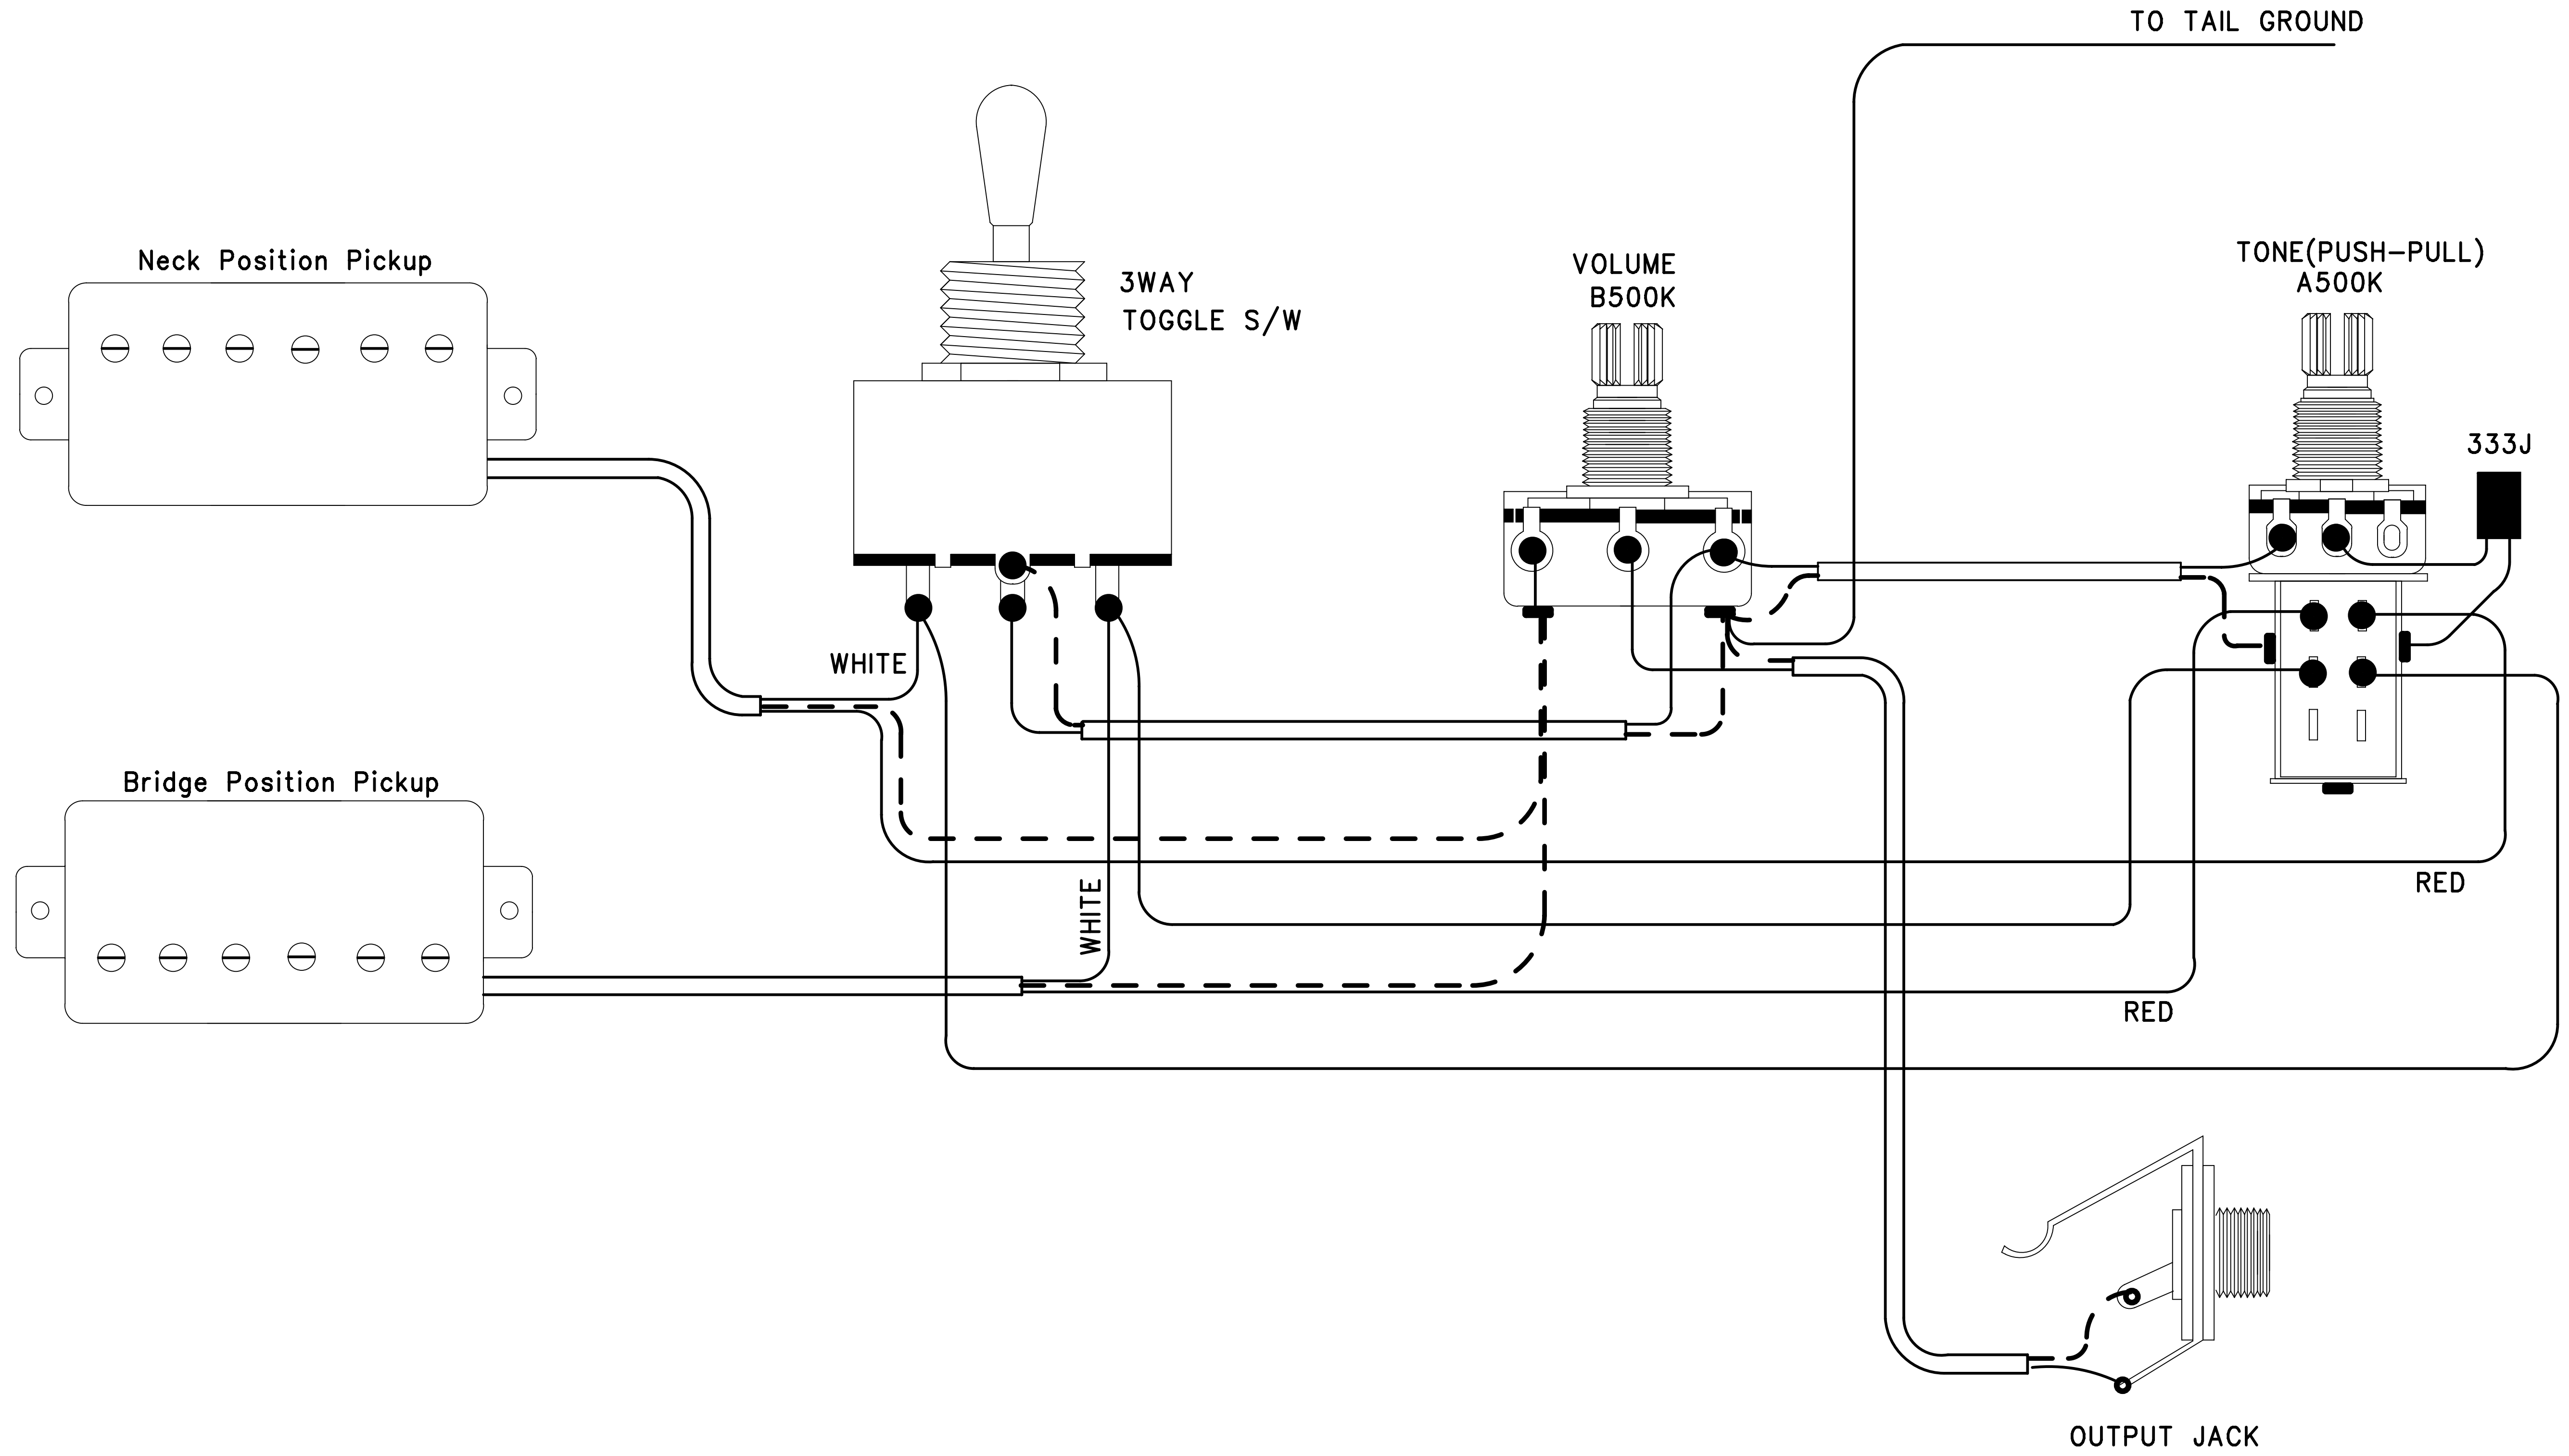 TO TAIL GROUND
Neck Position Pickup
3WAY
TOGGLE S/W
VOLUME
B500K
TONE(PUSH-PULL)
A500K
333J
WHITE
Bridge Position Pickup
WHITE
RED
RED
OUTPUT JACK